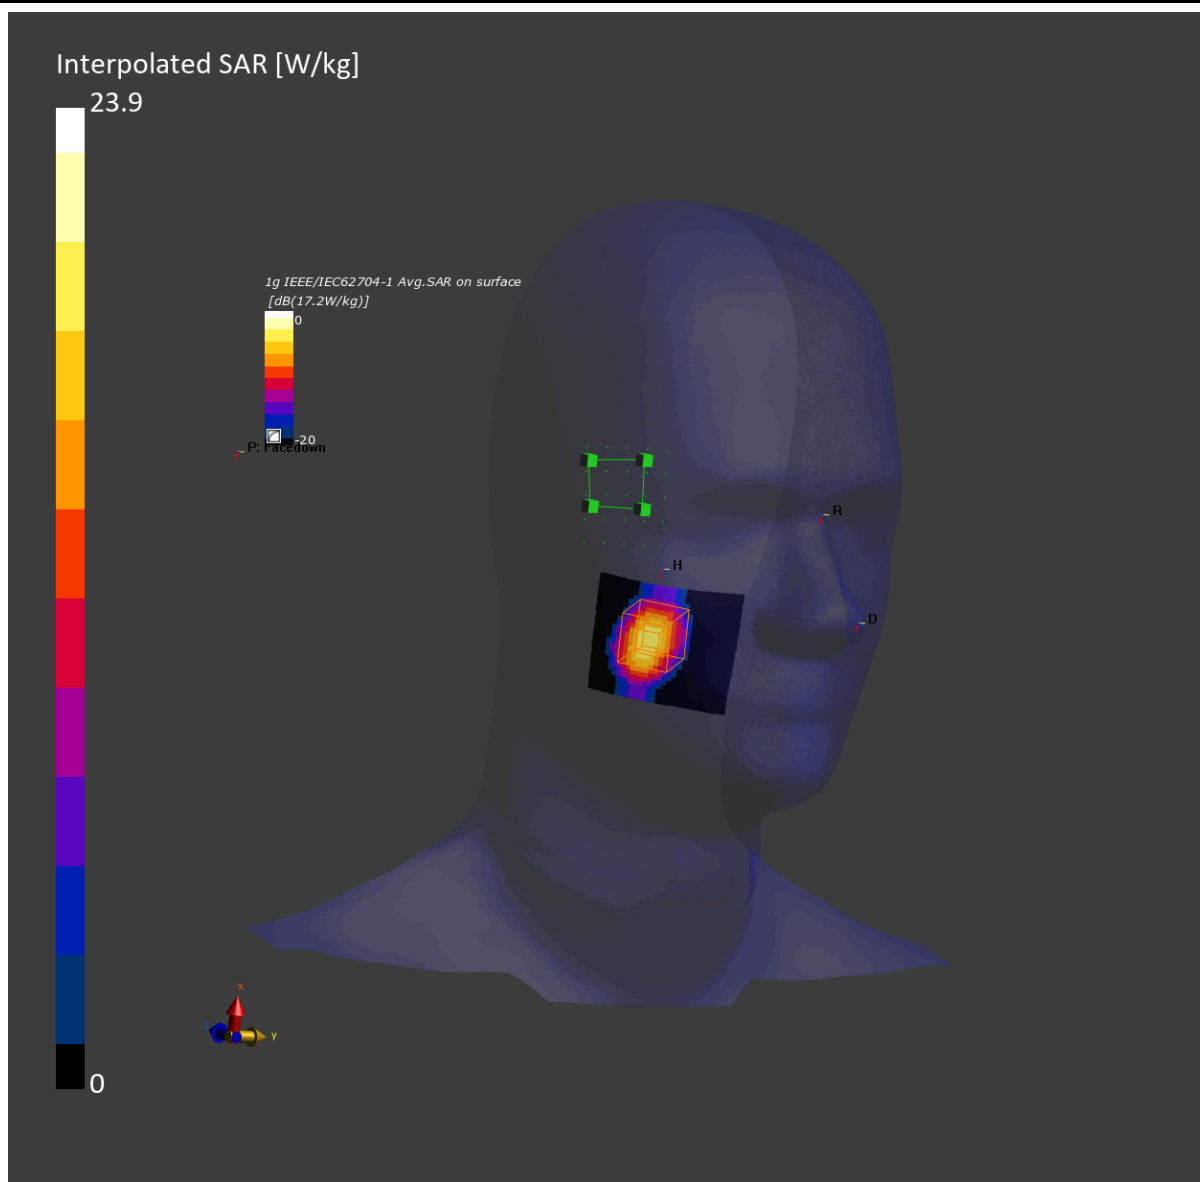 Interpolated SAR [W/kg]
23.9
1g IEEE/IEC62704-1 Avg.SAR on surface
[dB(17.2W/kg)]
0
-20
P: Facedown
R
H
D
x
y
0